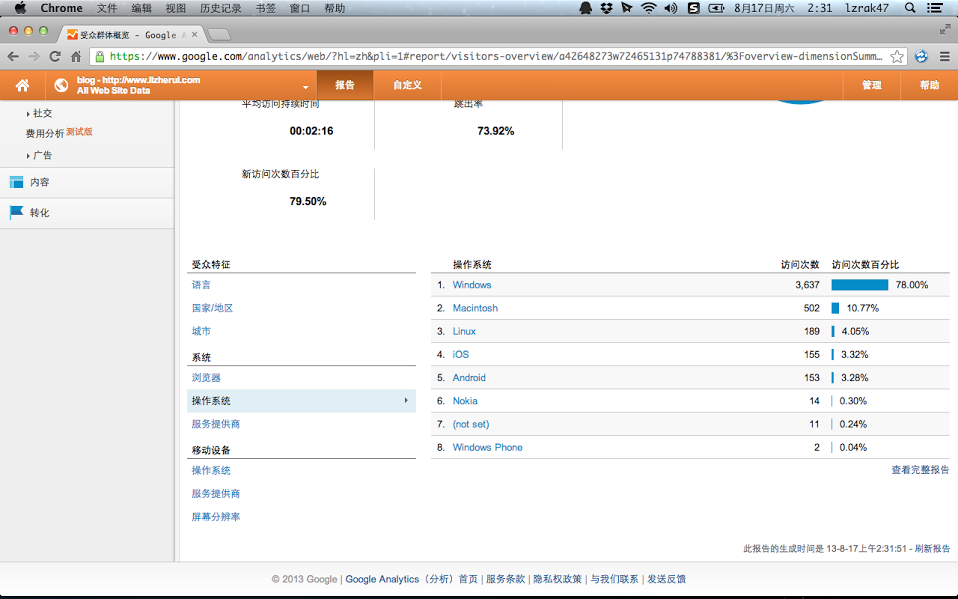 Chrome 文件 编辑 视图 历史记录 书签 窗口 帮助 8月17日周六 2:31 lzrak47
受众群体概览 - Google A
https://www.google.com/analytics/web/?hl=zh&pli=1#report/visitors-overview/a42648273w72465131p74788381/%3Foverview-dimensionSumm…
blog - http://www.lizherui.com
All Web Site Data
报告 自定义 管理 帮助
社交
费用分析 测试版
广告
内容
转化
平均访问持续时间 跳出率
00:02:16 73.92%
新访问次数百分比
79.50%
受众特征
语言
国家/地区
城市
系统
浏览器
操作系统
服务提供商
移动设备
操作系统
服务提供商
屏幕分辨率
操作系统 访问次数 访问次数百分比
1. Windows 3,637 78.00%
2. Macintosh 502 10.77%
3. Linux 189 4.05%
4. iOS 155 3.32%
5. Android 153 3.28%
6. Nokia 14 0.30%
7. (not set) 11 0.24%
8. Windows Phone 2 0.04%
查看完整报告
此报告的生成时间是 13-8-17上午2:31:51 - 刷新报告
© 2013 Google | Google Analytics（分析）首页 | 服务条款 | 隐私权政策 | 与我们联系 | 发送反馈